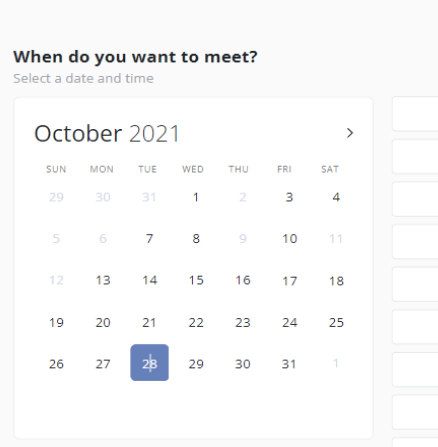 When do you want to meet?
Select a date and time
October 2021
SUN MON TUE WED THU FRI SAT
29 30 31 1 2 3 4
5 6 7 8 9 10 11
12 13 14 15 16 17 18
19 20 21 22 23 24 25
26 27 28 29 30 31 1